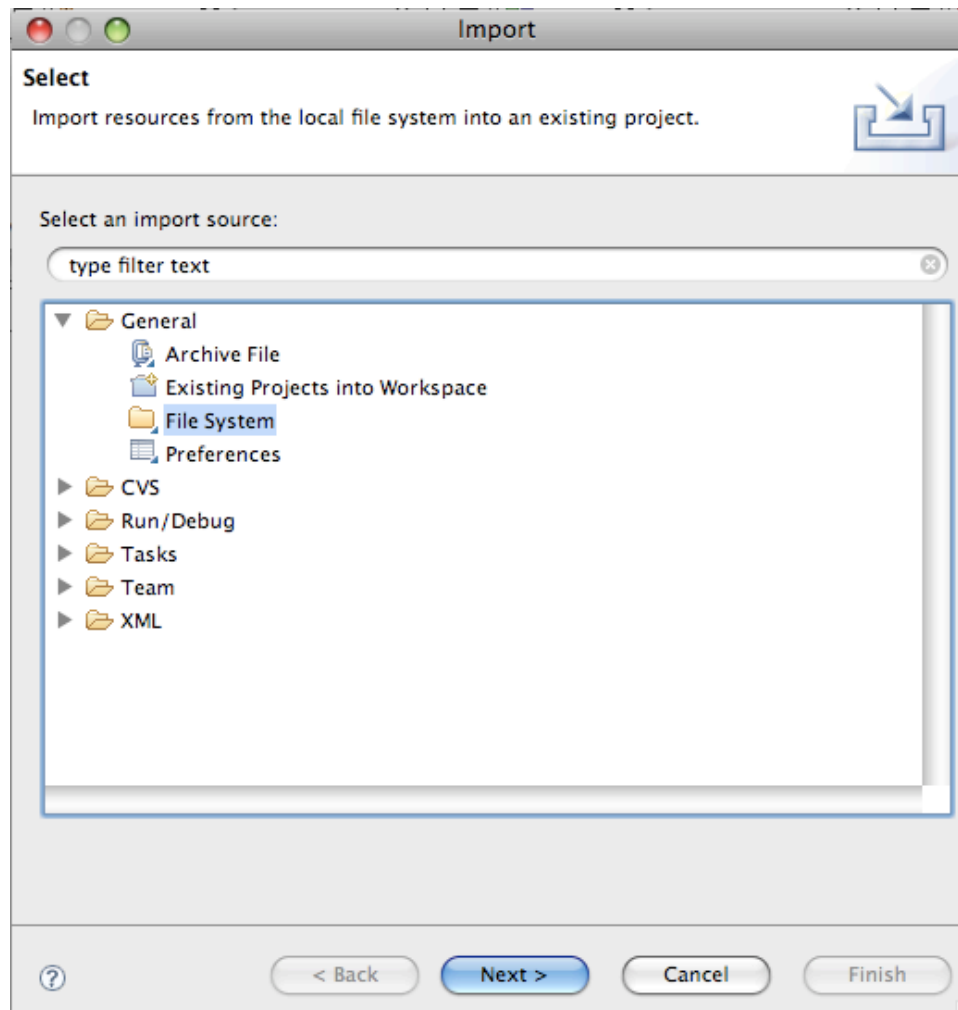 Import
Select
Import resources from the local file system into an existing project.
Select an import source:
type filter text
General
Archive File
Existing Projects into Workspace
File System
Preferences
CVS
Run/Debug
Tasks
Team
XML
? < Back Next > Cancel Finish